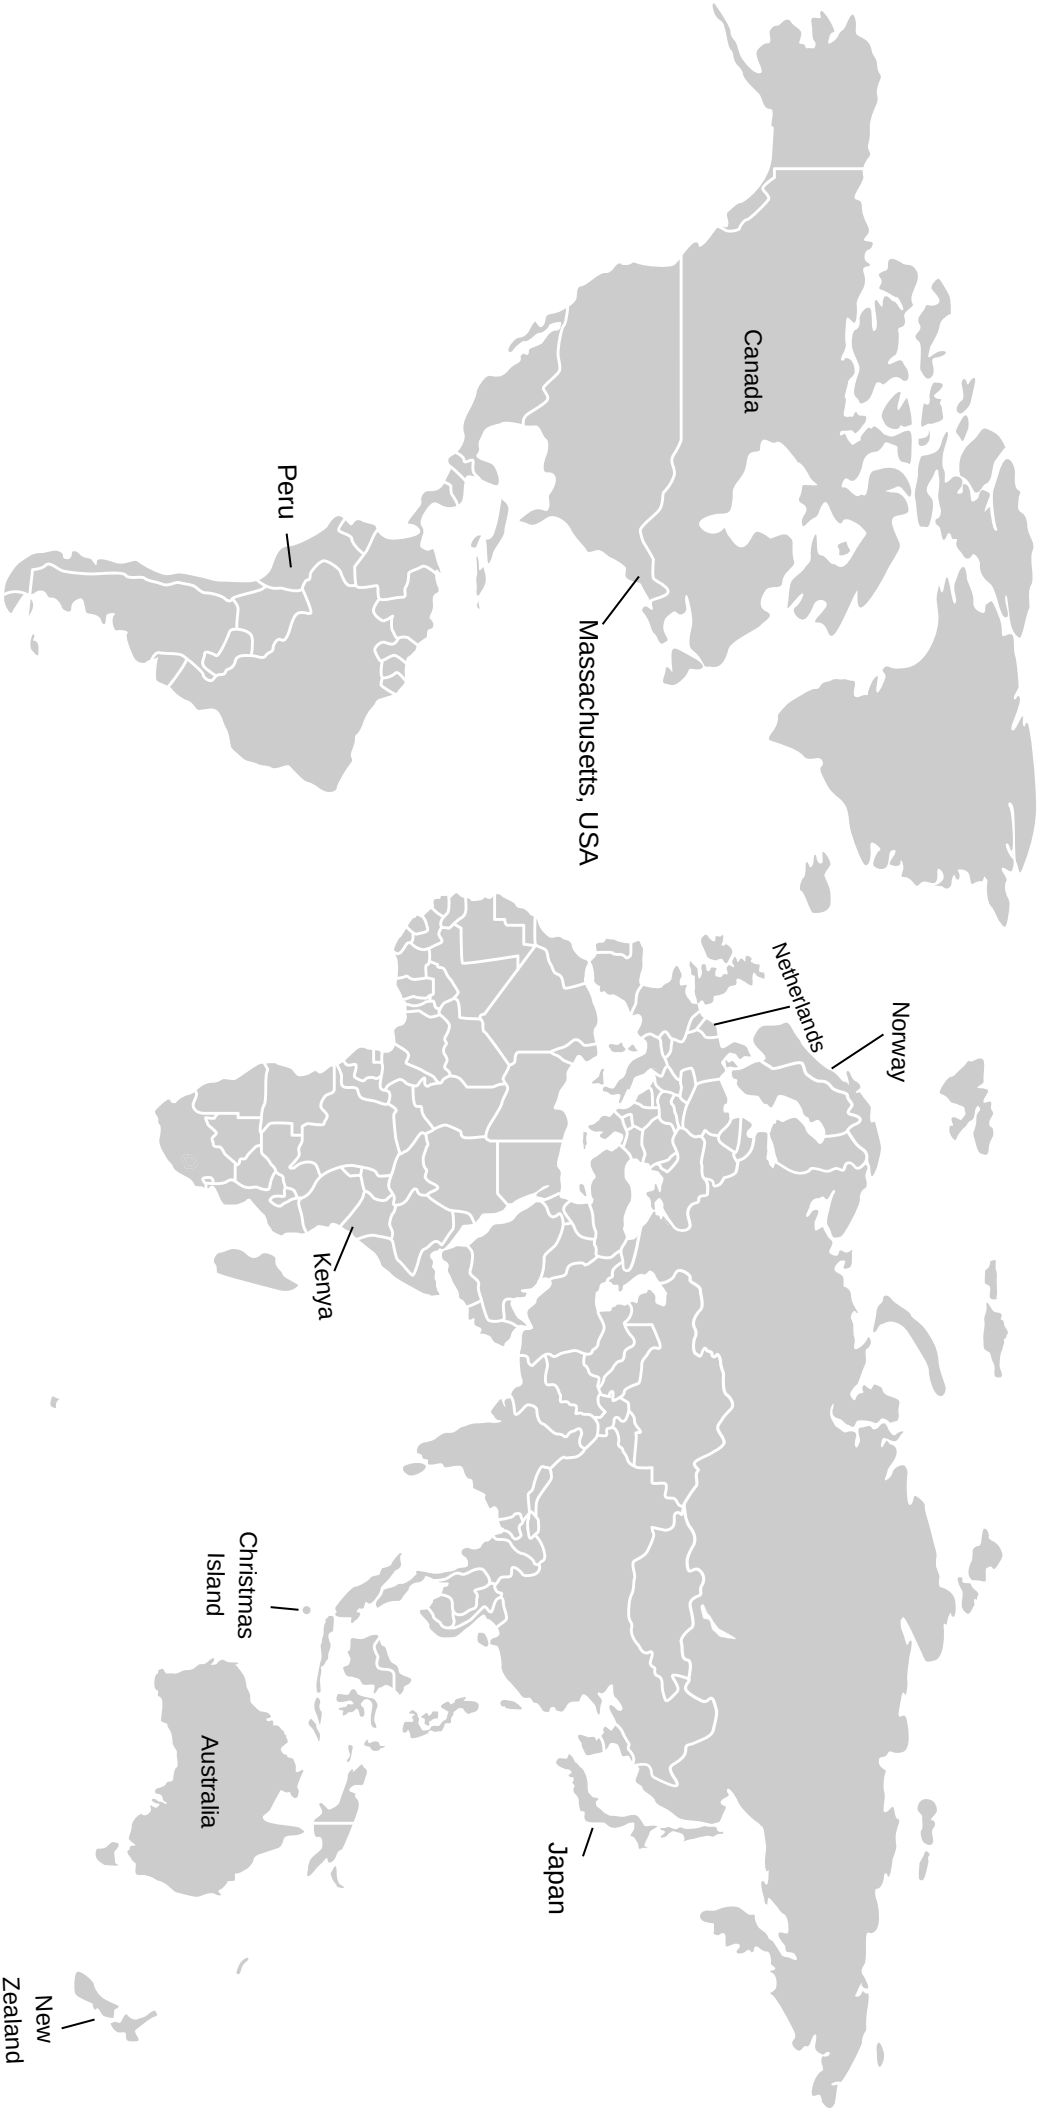 Canada
Peru
Massachusetts, USA
Netherlands
Norway
Kenya
Christmas
Island
Australia
Japan
New
Zealand